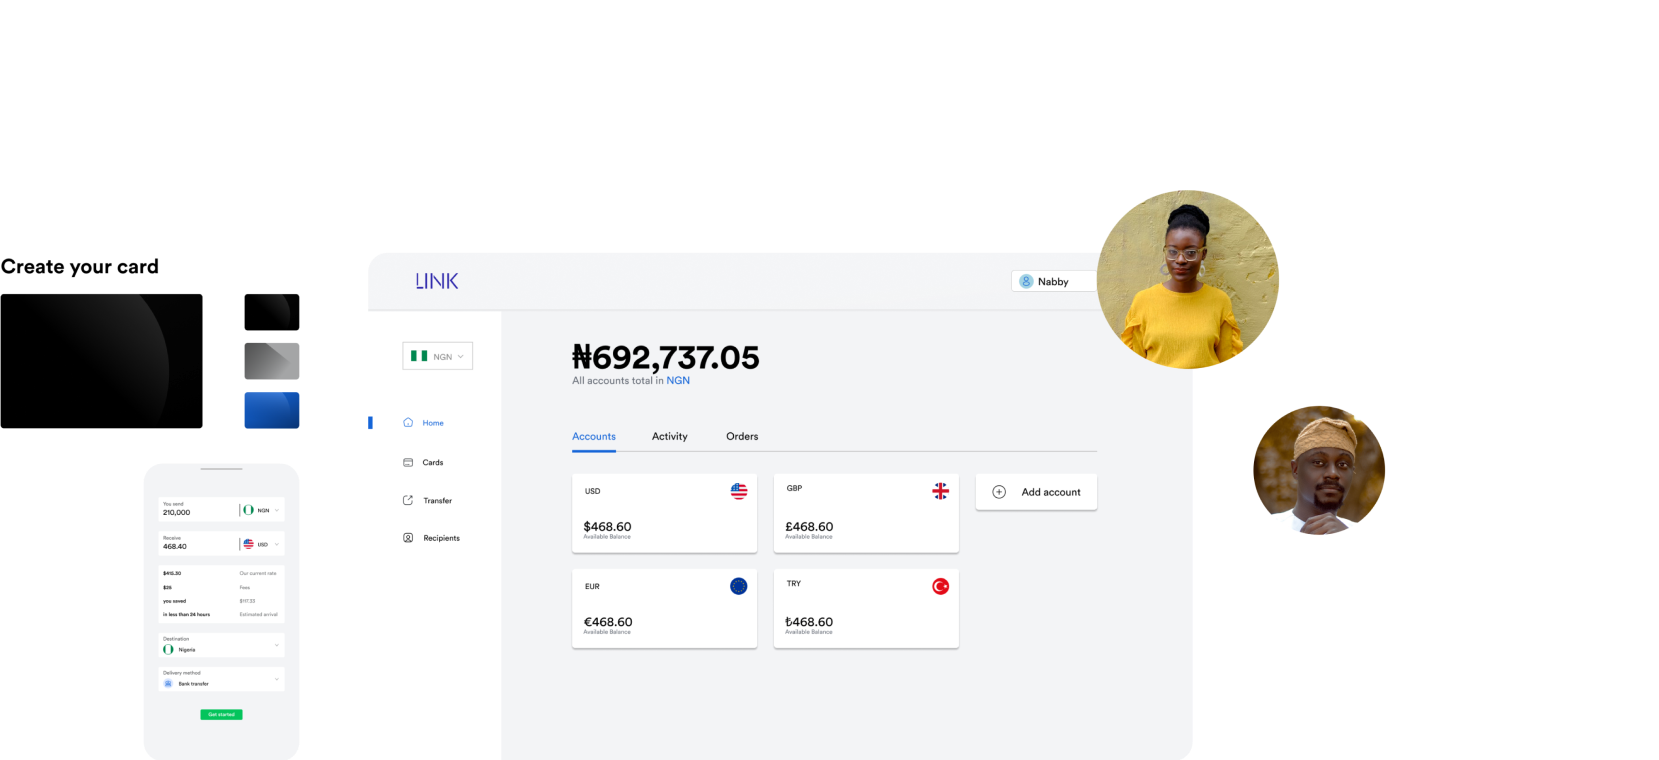 Create your card
You send
210,000
NGN
Receive
468.40
USD
$415.30 Our current rate
$25 Fees
you saved $117.23
in less than 24 hours Estimated arrival
Destination
Nigeria
Delivery method
Bank transfer
Get started
LINK
Nabby
NGN
Home
Cards
Transfer
Recipients
₦692,737.05
All accounts total in NGN
Accounts Activity Orders
USD
$468.60
Available Balance
GBP
£468.60
Available Balance
Add account
EUR
€468.60
Available Balance
TRY
₺468.60
Available Balance